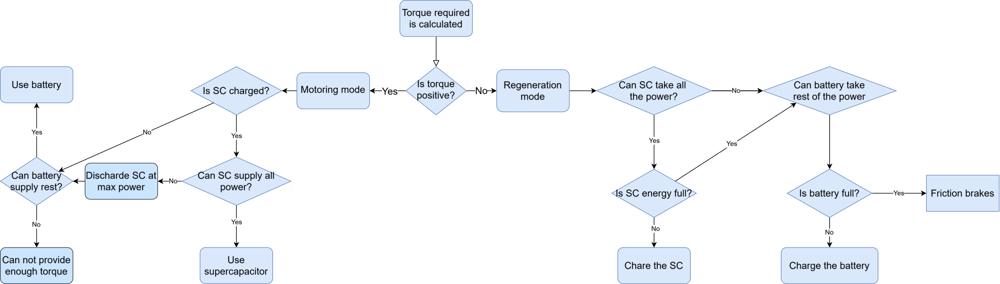 Torque required
is calculated
Use battery
Is SC charged?
Motoring mode
Yes
Is torque
positive?
No
Regeneration
mode
Can SC take all
the power?
No
Can battery take
rest of the power
Yes
No
Yes
Yes
Yes
Can battery
supply rest?
Discharde SC at
max power
No
Can SC supply all
power?
Is SC energy full?
Is battery full?
Yes
Friction brakes
No
Yes
No
No
Can not provide
enough torque
Use
supercapacitor
Chare the SC
Charge the battery